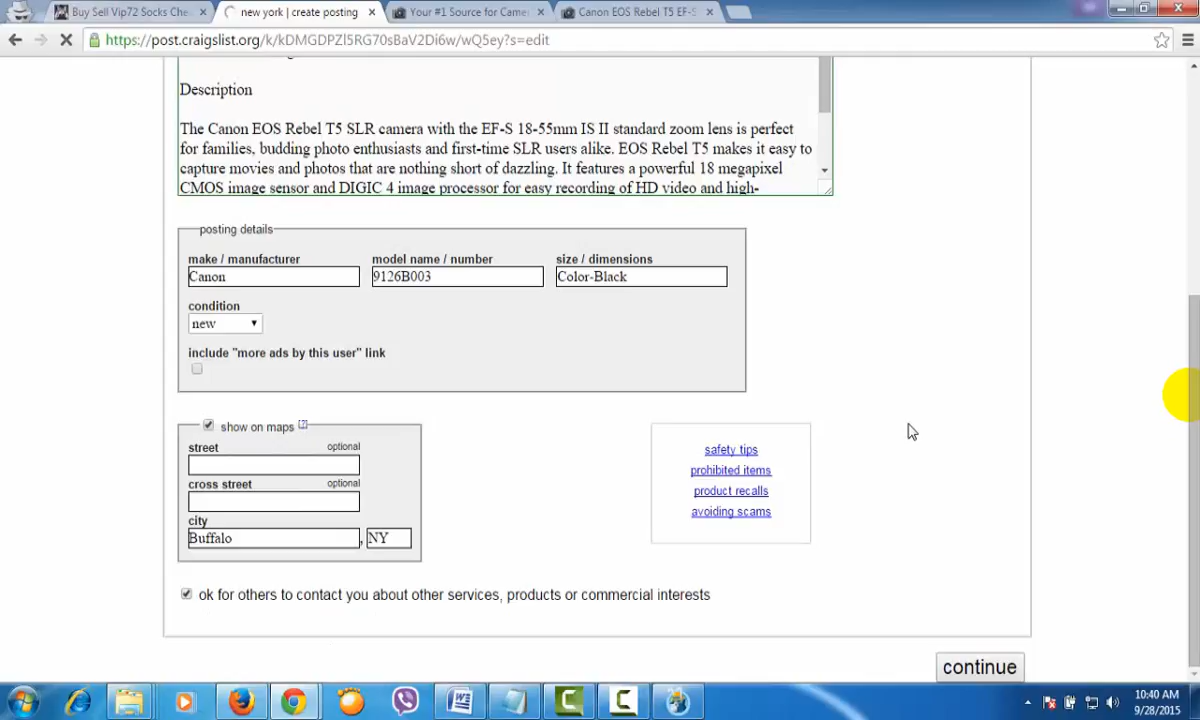 Buy Sell Vip72 Socks Che
new york | create posting
Your #1 Source for Came
Canon EOS Rebel T5 EF-S
https://post.craigslist.org/k/kDMGDPZl5RG70sBaV2Di6w/wQ5ey?s=edit
Description
The Canon EOS Rebel T5 SLR camera with the EF-S 18-55mm IS II standard zoom lens is perfect
for families, budding photo enthusiasts and first-time SLR users alike. EOS Rebel T5 makes it easy to
capture movies and photos that are nothing short of dazzling. It features a powerful 18 megapixel
CMOS image sensor and DIGIC 4 image processor for easy recording of HD video and high-
posting details
make / manufacturer model name / number size / dimensions
Canon 9126B003 Color-Black
condition
new
include "more ads by this user" link
show on maps [?]
street optional
cross street optional
city
Buffalo , NY
safety tips
prohibited items
product recalls
avoiding scams
ok for others to contact you about other services, products or commercial interests
continue
10:40 AM
9/28/2015